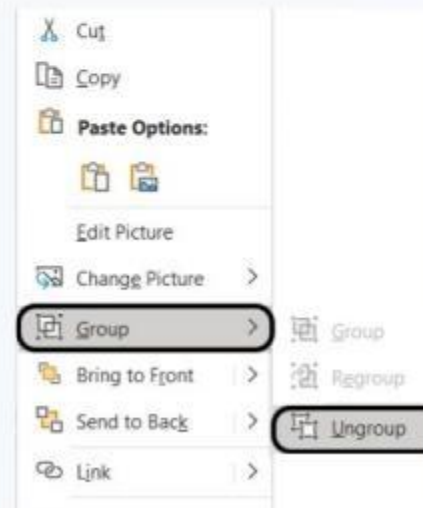 Cut
Copy
Paste Options:
Edit Picture
Change Picture
Group
Group
Regroup
Bring to Front
Send to Back
Ungroup
Link